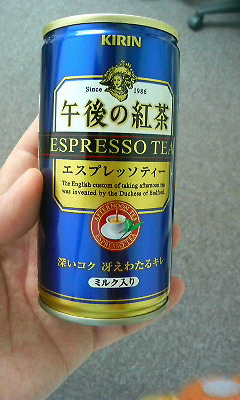 KIRIN
Since 1986
午後の紅茶
ESPRESSO TEA
エスプレッソティー
The English custom of taking afternoon tea
was invented by the Duchess of Bedford.
AFTERNOON TEA
深いコク 冴えわたるキレ
ミルク入り